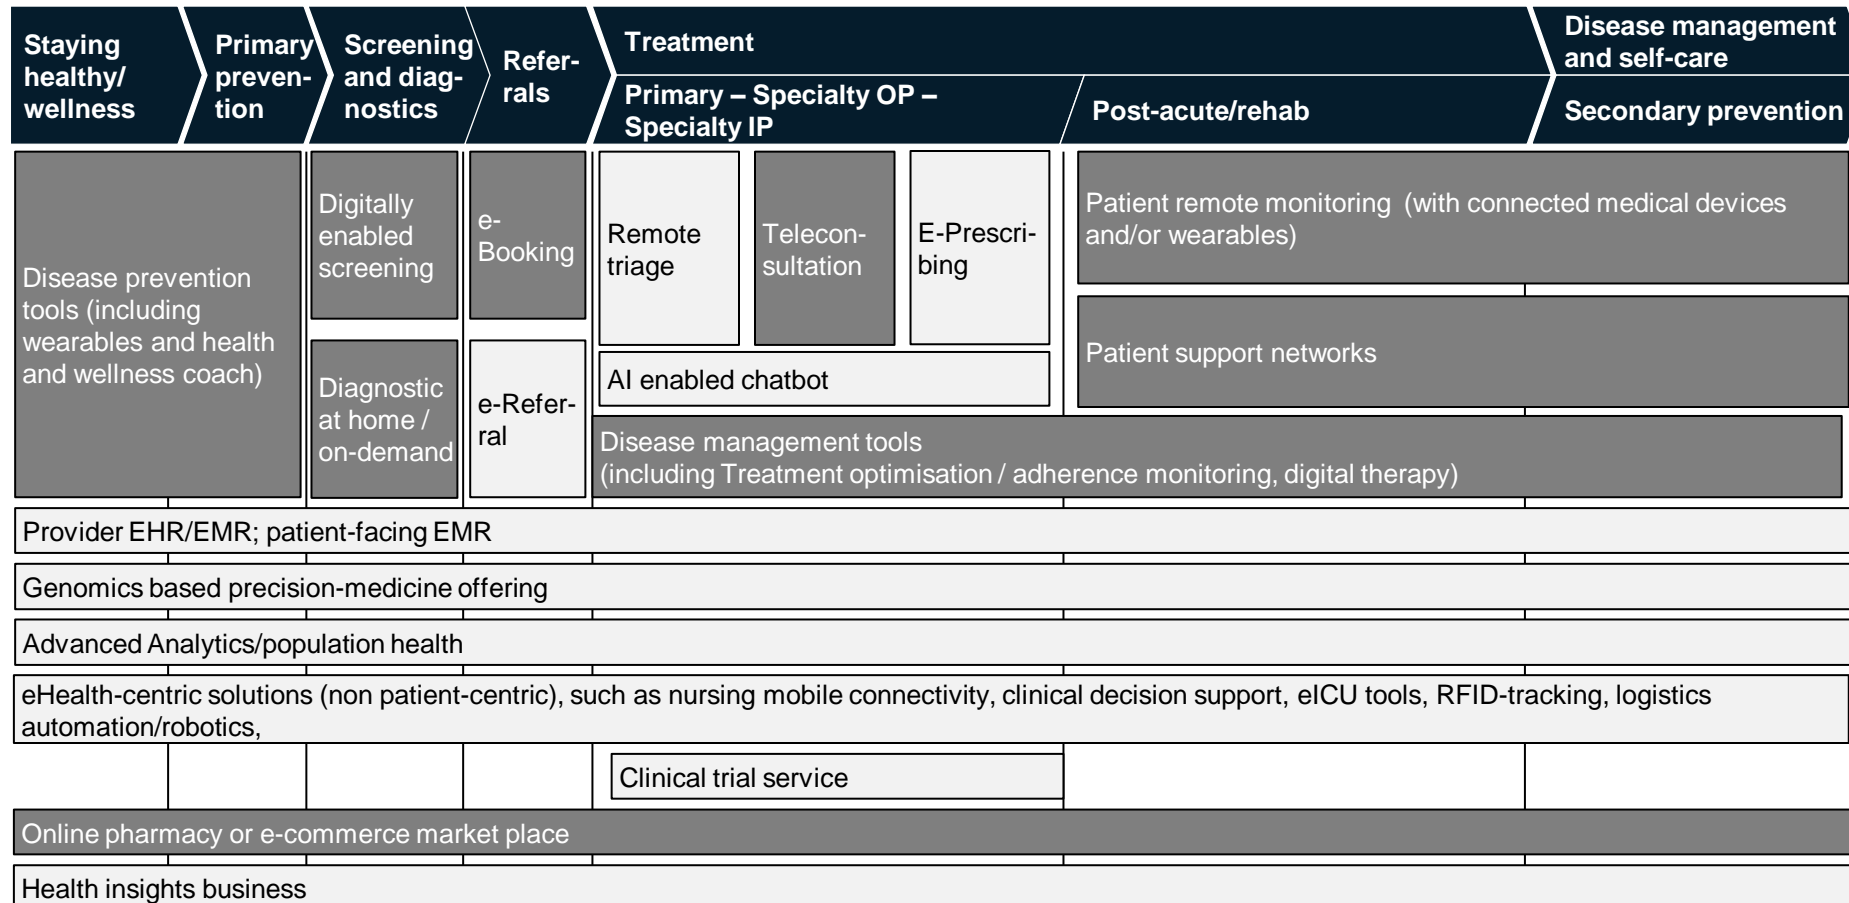 Staying
healthy/
wellness
Primary
preven-
tion
Screening
and diag-
nostics
Refer-
rals
Treatment
Primary – Specialty OP –
Specialty IP
Post-acute/rehab
Disease management
and self-care
Secondary prevention
Disease prevention
tools (including
wearables and health
and wellness coach)
Digitally
enabled
screening
Diagnostic
at home /
on-demand
e-
Booking
e-Refer-
ral
Remote
triage
Telecon-
sultation
E-Prescri-
bing
AI enabled chatbot
Patient remote monitoring (with connected medical devices
and/or wearables)
Patient support networks
Disease management tools
(including Treatment optimisation / adherence monitoring, digital therapy)
Provider EHR/EMR; patient-facing EMR
Genomics based precision-medicine offering
Advanced Analytics/population health
eHealth-centric solutions (non patient-centric), such as nursing mobile connectivity, clinical decision support, eICU tools, RFID-tracking, logistics
automation/robotics,
Clinical trial service
Online pharmacy or e-commerce market place
Health insights business